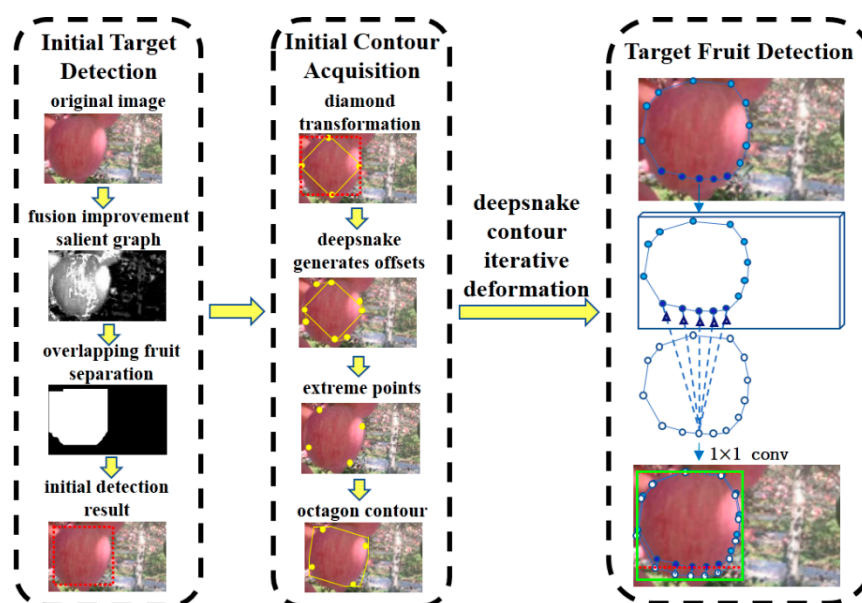 Initial Target
Detection
original image
fusion improvement
salient graph
overlapping fruit
separation
initial detection
result
Initial Contour
Acquisition
diamond
transformation
deepsnake
generates offsets
extreme points
octagon contour
deepsnake
contour
iterative
deformation
Target Fruit Detection
1×1 conv